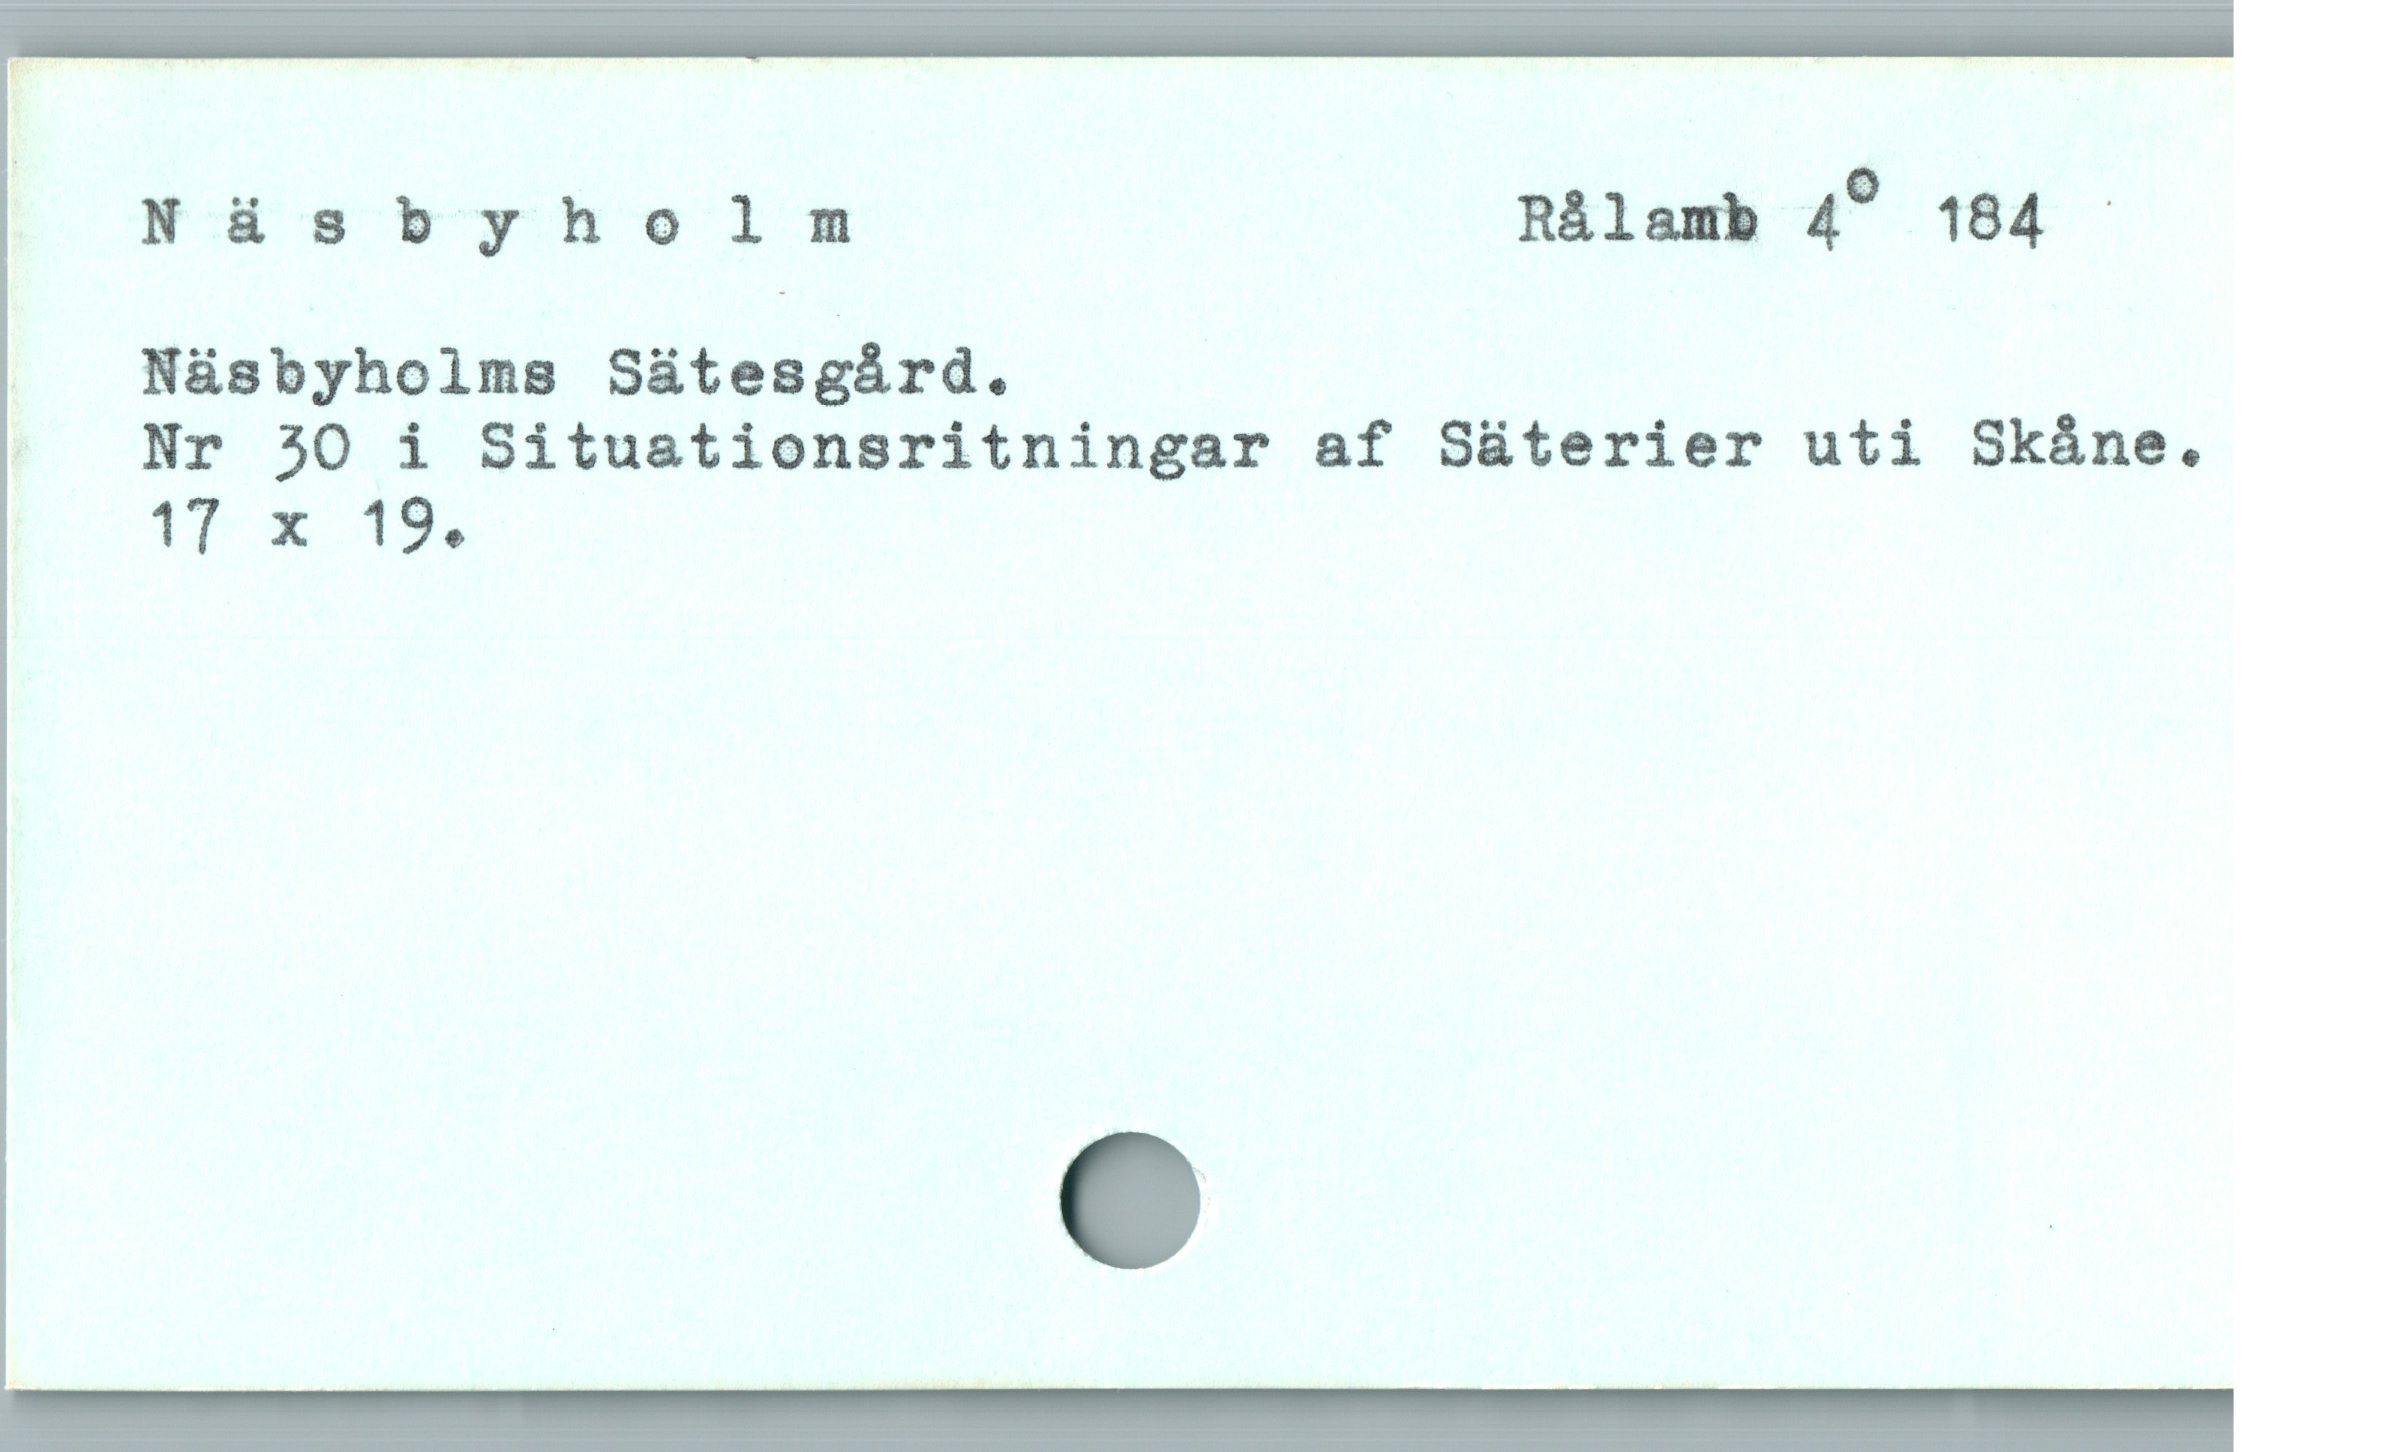 N ä s b y h o l m Rålamb 4° 184
Näsbyholms Sätesgård.
Nr 30 i Situationsritningar af Säterier uti Skåne.
17 x 19.